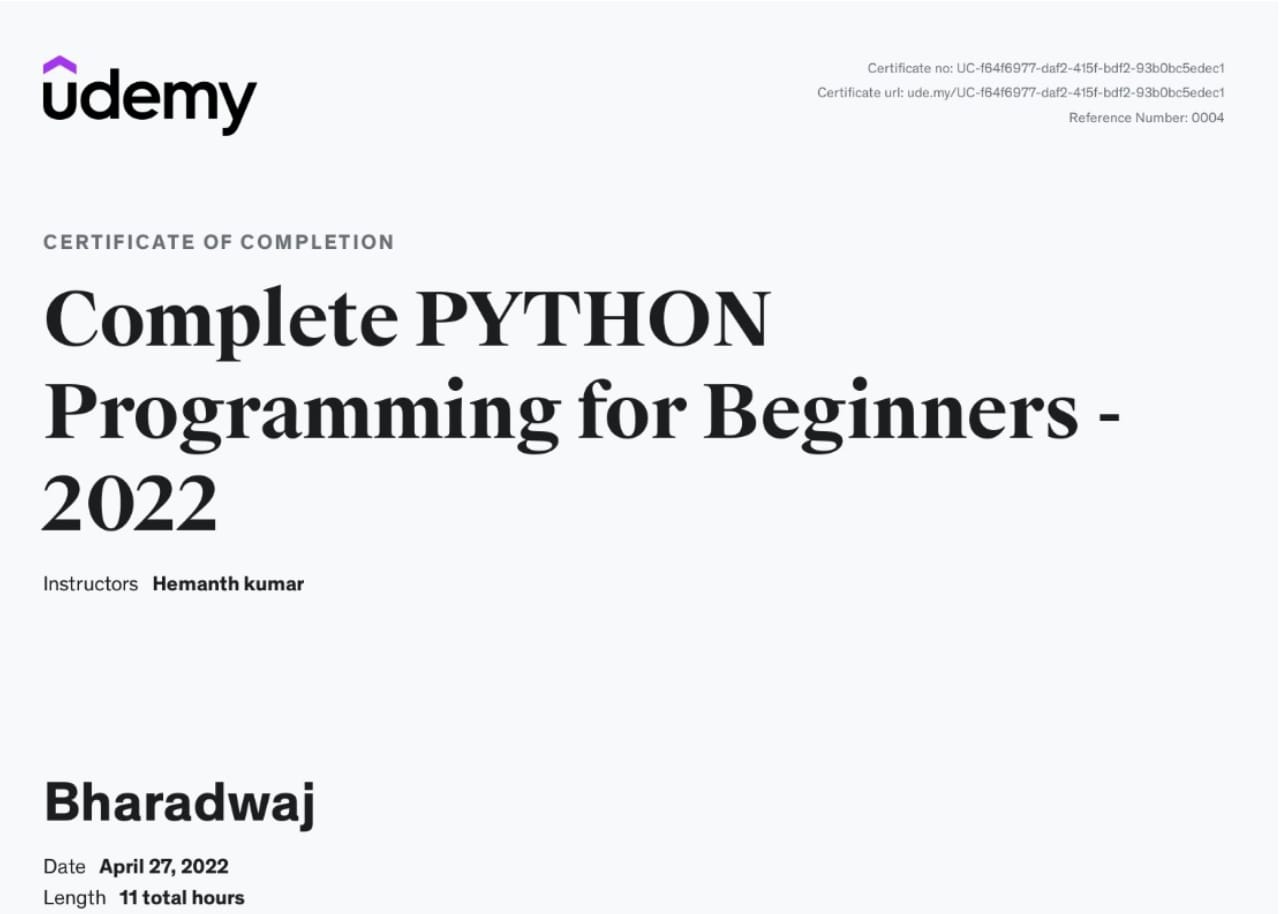 udemy
Certificate no: UC-f64f6977-daf2-415f-bdf2-93b0bc5edec1
Certificate url: ude.my/UC-f64f6977-daf2-415f-bdf2-93b0bc5edec1
Reference Number: 0004
CERTIFICATE OF COMPLETION
Complete PYTHON
Programming for Beginners -
2022
Instructors Hemanth kumar
Bharadwaj
Date April 27, 2022
Length 11 total hours